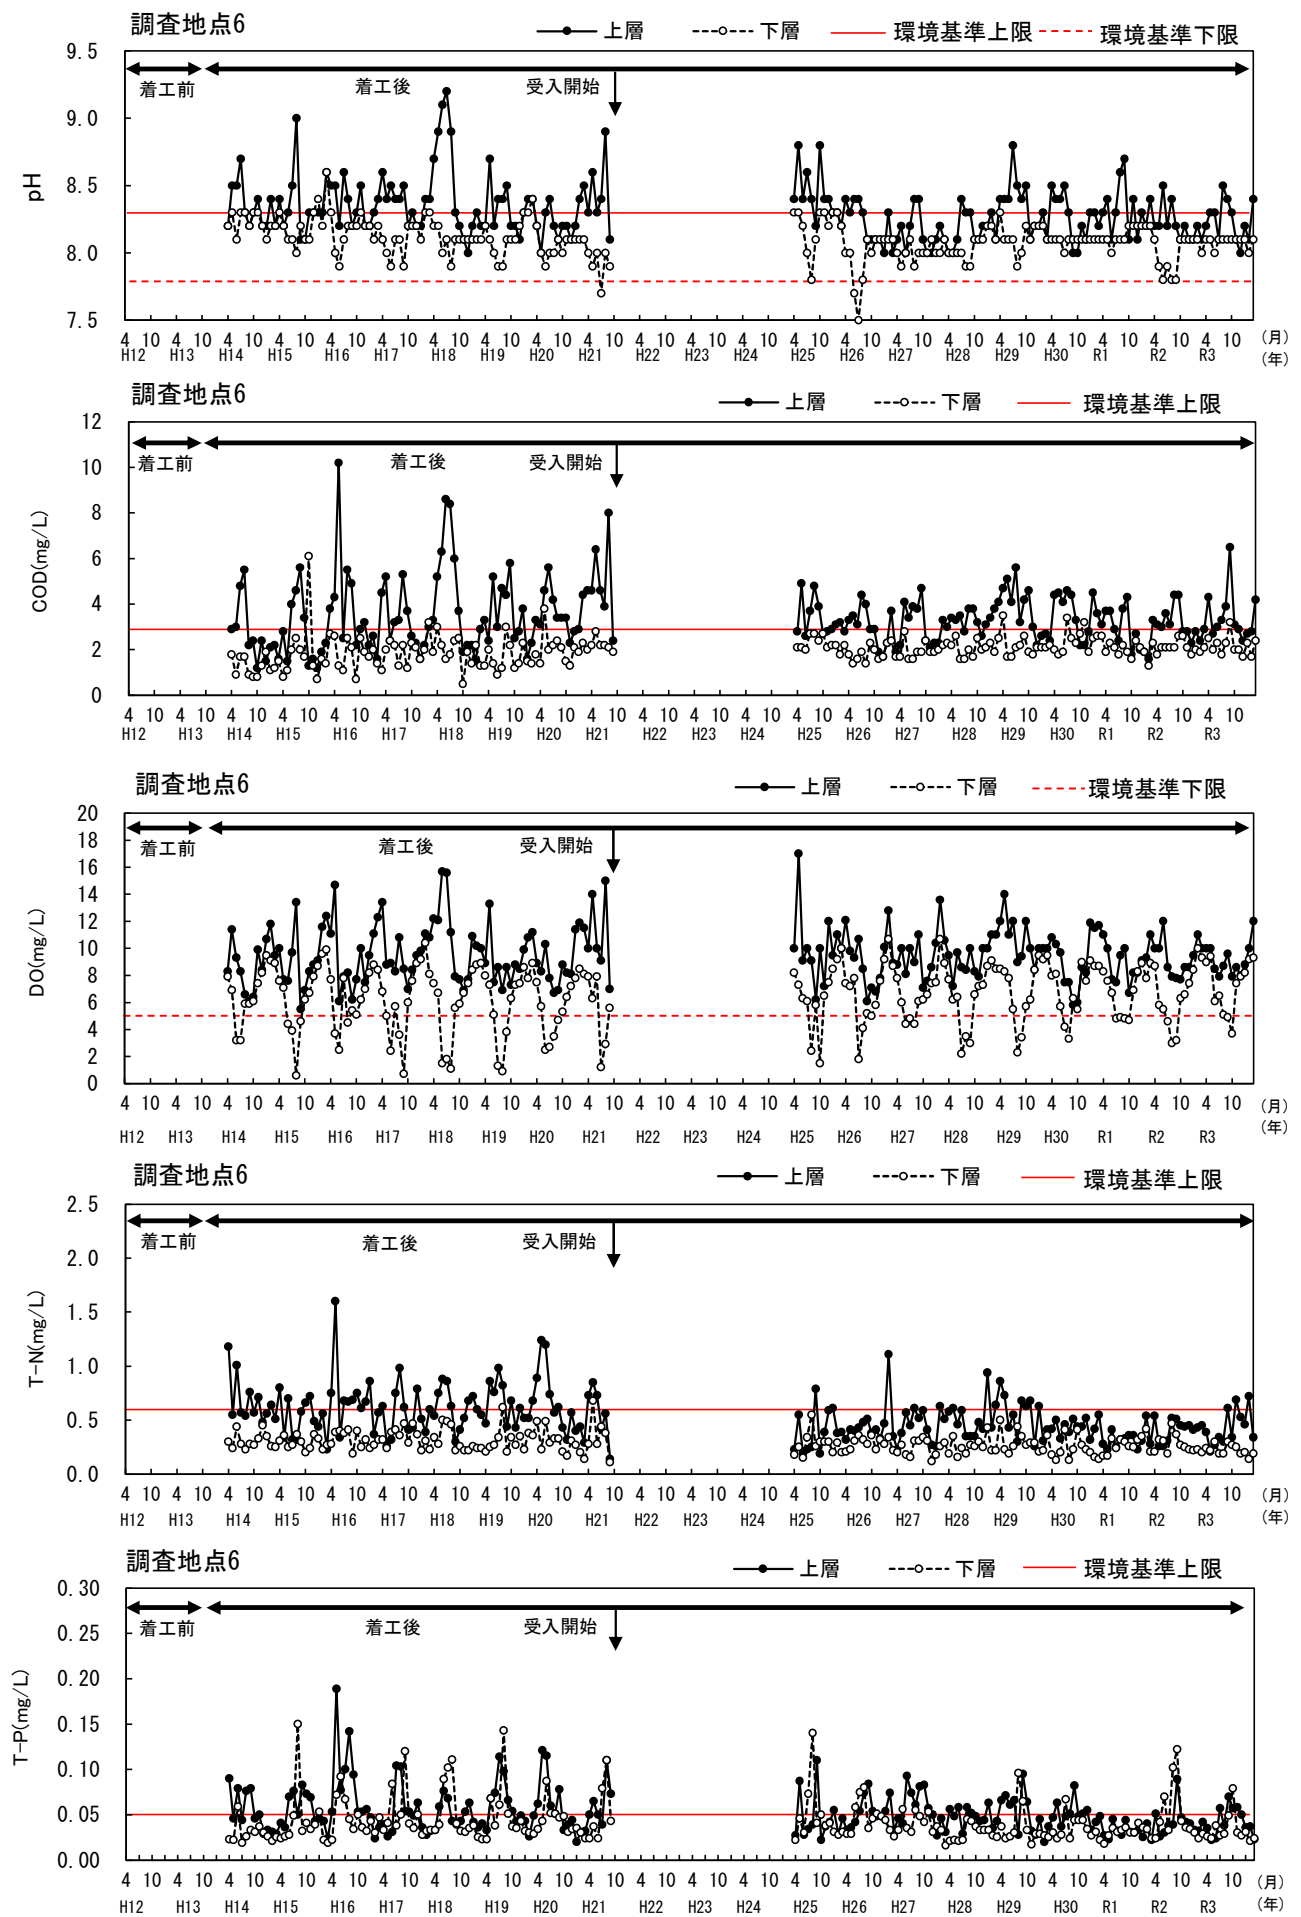 調査地点6
上層 下層 環境基準上限 環境基準下限
9.5
9.0
8.5
8.0
7.5
pH
着工前 着工後 受入開始
4 10 4 10 4 10 4 10 4 10 4 10 4 10 4 10 4 10 4 10 4 10 4 10 4 10 4 10 4 10 4 10 4 10 4 10 4 10 4 10 4 10 4 10 (月)
H12 H13 H14 H15 H16 H17 H18 H19 H20 H21 H22 H23 H24 H25 H26 H27 H28 H29 H30 R1 R2 R3 (年)
調査地点6
上層 下層 環境基準上限
12
10
8
6
4
2
0
COD(mg/L)
着工前 着工後 受入開始
4 10 4 10 4 10 4 10 4 10 4 10 4 10 4 10 4 10 4 10 4 10 4 10 4 10 4 10 4 10 4 10 4 10 4 10 4 10 4 10 4 10 4 10
H12 H13 H14 H15 H16 H17 H18 H19 H20 H21 H22 H23 H24 H25 H26 H27 H28 H29 H30 R1 R2 R3
調査地点6
上層 下層 環境基準下限
20
18
16
14
12
10
8
6
4
2
0
DO(mg/L)
着工前 着工後 受入開始
4 10 4 10 4 10 4 10 4 10 4 10 4 10 4 10 4 10 4 10 4 10 4 10 4 10 4 10 4 10 4 10 4 10 4 10 4 10 4 10 4 10 4 10 (月)
H12 H13 H14 H15 H16 H17 H18 H19 H20 H21 H22 H23 H24 H25 H26 H27 H28 H29 H30 R1 R2 R3 (年)
調査地点6
上層 下層 環境基準上限
2.5
2.0
1.5
1.0
0.5
0.0
T-N(mg/L)
着工前 着工後 受入開始
4 10 4 10 4 10 4 10 4 10 4 10 4 10 4 10 4 10 4 10 4 10 4 10 4 10 4 10 4 10 4 10 4 10 4 10 4 10 4 10 4 10 4 10 (月)
H12 H13 H14 H15 H16 H17 H18 H19 H20 H21 H22 H23 H24 H25 H26 H27 H28 H29 H30 R1 R2 R3 (年)
調査地点6
上層 下層 環境基準上限
0.30
0.25
0.20
0.15
0.10
0.05
0.00
T-P(mg/L)
着工前 着工後 受入開始
4 10 4 10 4 10 4 10 4 10 4 10 4 10 4 10 4 10 4 10 4 10 4 10 4 10 4 10 4 10 4 10 4 10 4 10 4 10 4 10 4 10 4 10 (月)
H12 H13 H14 H15 H16 H17 H18 H19 H20 H21 H22 H23 H24 H25 H26 H27 H28 H29 H30 R1 R2 R3 (年)